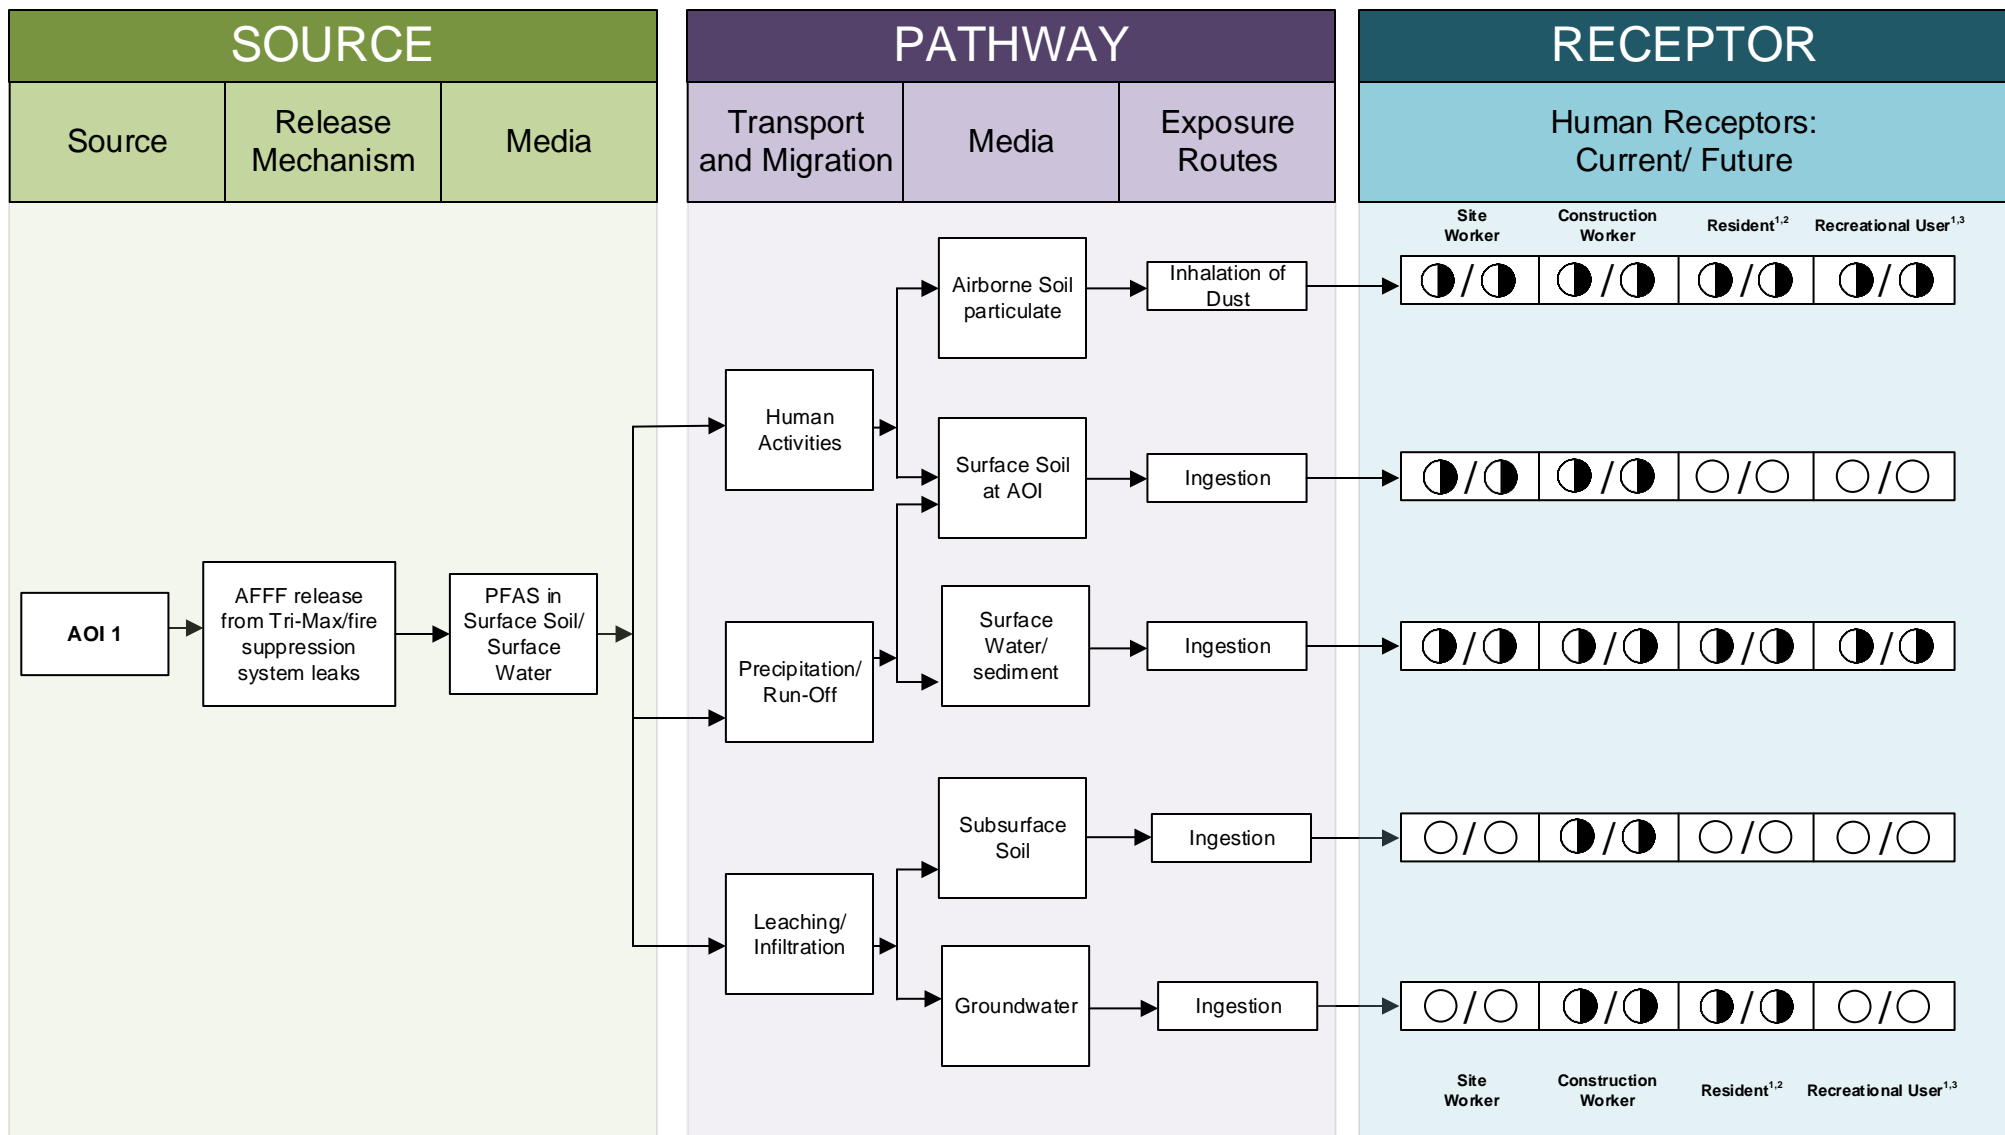 SOURCE
PATHWAY
RECEPTOR
Source
Release
Mechanism
Media
Transport
and Migration
Media
Exposure
Routes
Human Receptors:
Current/ Future
Site
Worker
Construction
Worker
Resident1,2
Recreational User1,3
Airborne Soil
particulate
Inhalation of
Dust
/
/
/
/
Human
Activities
Surface Soil
at AOI
Ingestion
/
/
/
/
AOI 1
AFFF release
from Tri-Max/fire
suppression
system leaks
PFAS in
Surface Soil/
Surface
Water
Precipitation/
Run-Off
Surface
Water/
sediment
Ingestion
/
/
/
/
Subsurface
Soil
Ingestion
/
/
/
/
Leaching/
Infiltration
Groundwater
Ingestion
/
/
/
/
Site
Worker
Construction
Worker
Resident1,2
Recreational User1,3